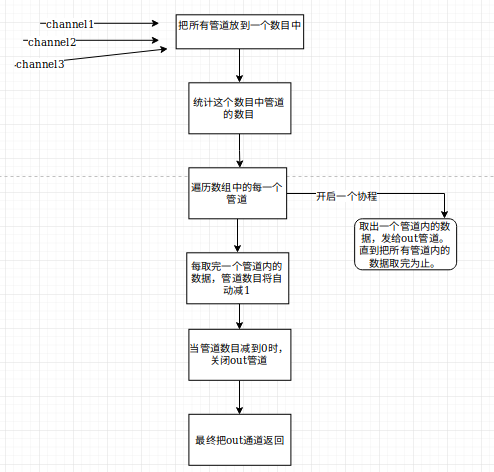 channel1
把所有管道放到一个数目中
channel2
channel3
统计这个数目中管道
的数目
遍历数组中的每一个
管道
开启一个协程
取出一个管道内的数
据，发给out管道。
直到把所有管道内的
数据取完为止。
每取完一个管道内的
数据，管道数目将自
动减1
当管道数目减到0时，
关闭out管道
最终把out通道返回